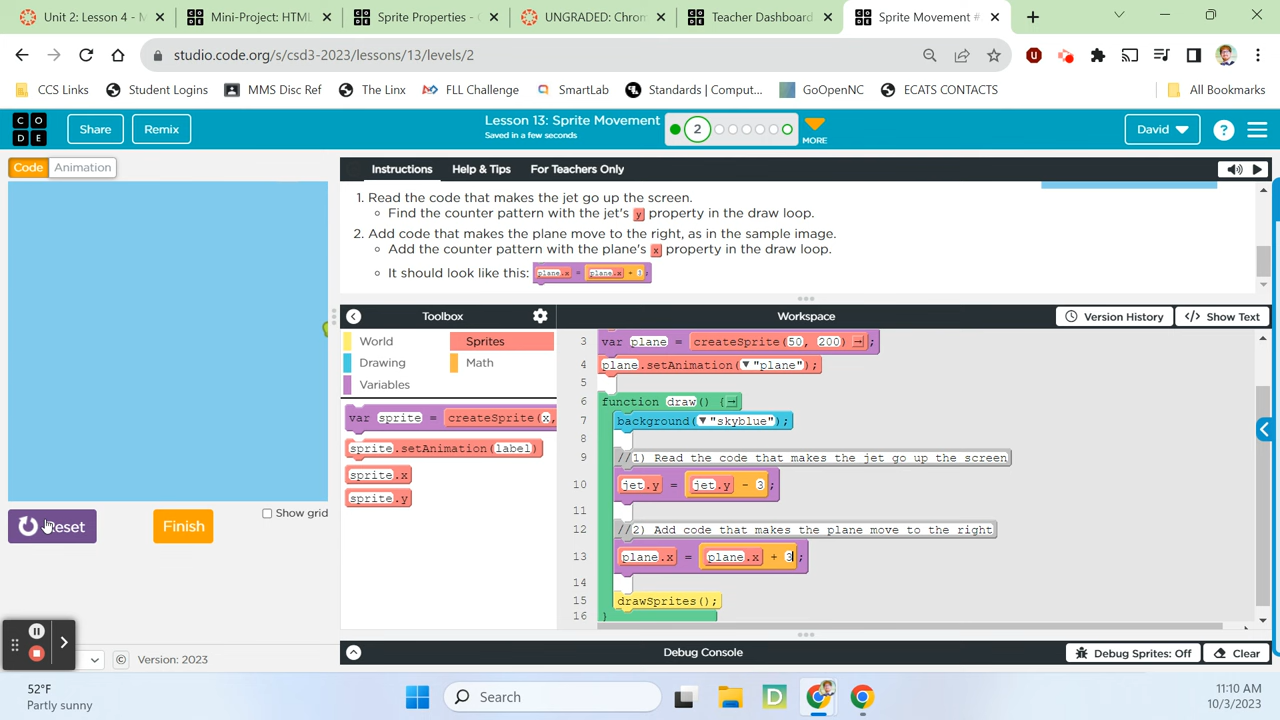 Unit 2: Lesson 4 - M
Mini-Project: HTML
Sprite Properties -
UNGRADED: Chrom
Teacher Dashboard
Sprite Movement #
studio.code.org/s/csd3-2023/lessons/13/levels/2
CCS Links
Student Logins
MMS Disc Ref
The Linx
FLL Challenge
SmartLab
Standards | Comput...
GoOpenNC
ECATS CONTACTS
All Bookmarks
CODE
Share
Remix
Lesson 13: Sprite Movement
Saved in a few seconds
2
MORE
David
?
Code
Animation
Instructions
Help & Tips
For Teachers Only
1. Read the code that makes the jet go up the screen.
Find the counter pattern with the jet's y property in the draw loop.
2. Add code that makes the plane move to the right, as in the sample image.
Add the counter pattern with the plane's x property in the draw loop.
It should look like this: plane.x = plane.x + 3;
Toolbox
Workspace
Version History
</> Show Text
World
Sprites
Drawing
Math
Variables
var sprite = createSprite(x,
sprite.setAnimation(label)
sprite.x
sprite.y
3 var plane = createSprite(50, 200);
4 plane.setAnimation("plane");
5
6 function draw() {
7 background("skyblue");
8
9 //1) Read the code that makes the jet go up the screen
10 jet.y = jet.y - 3;
11
12 //2) Add code that makes the plane move to the right
13 plane.x = plane.x + 3;
14
15 drawSprites();
16 }
Reset
Finish
Show grid
© Version: 2023
Debug Console
Debug Sprites: Off
Clear
52°F
Partly sunny
Search
11:10 AM
10/3/2023